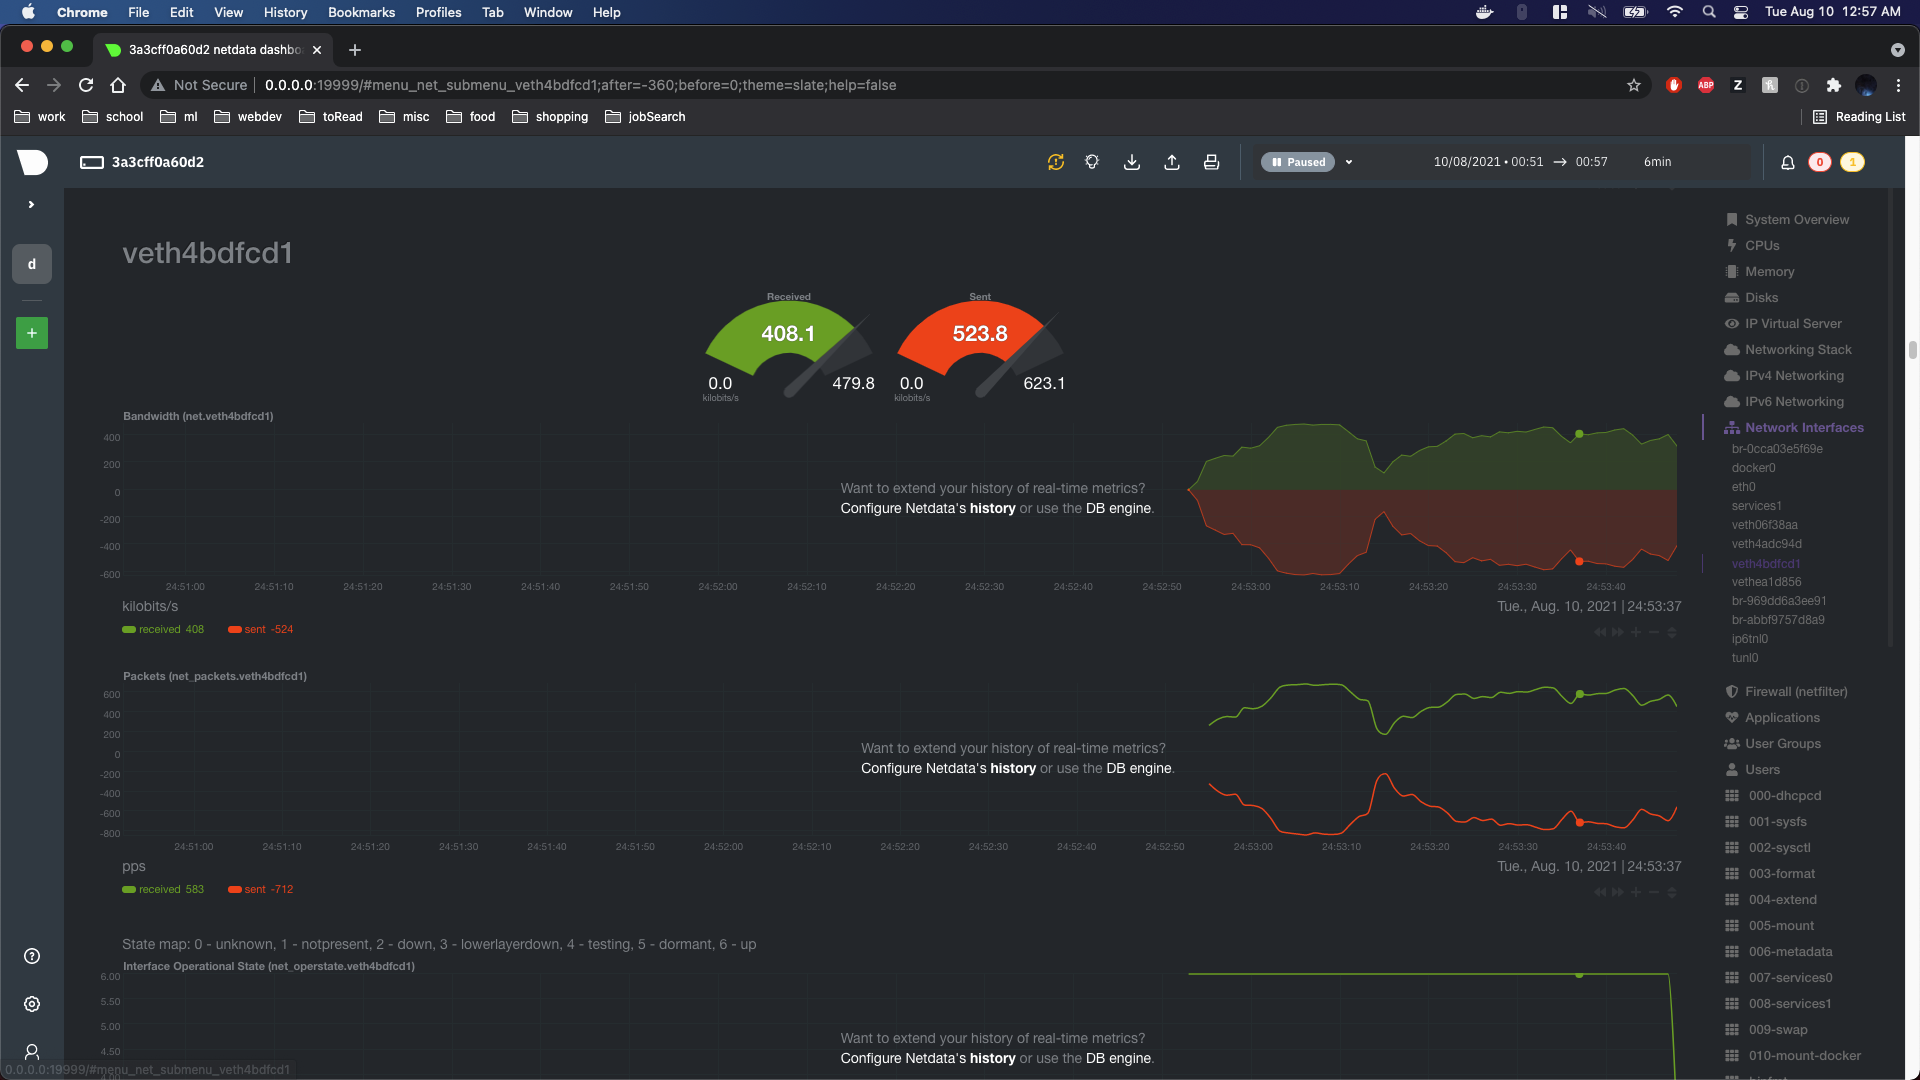 Chrome File Edit View History Bookmarks Profiles Tab Window Help Tue Aug 10 12:57 AM
3a3cff0a60d2 netdata dashbo
Not Secure 0.0.0.0:19999/#menu_net_submenu_veth4bdfcd1;after=-360;before=0;theme=slate;help=false ABP Z
work school ml webdev toRead misc food shopping jobSearch Reading List
3a3cff0a60d2 Paused 10/08/2021 • 00:51 → 00:57 6min 0 1
d
+
veth4bdfcd1
Received
408.1
0.0 479.8
kilobits/s
Sent
523.8
0.0 623.1
kilobits/s
Bandwidth (net.veth4bdfcd1)
400
200
0
-200
-400
-600
Want to extend your history of real-time metrics?
Configure Netdata's history or use the DB engine.
24:51:00 24:51:10 24:51:20 24:51:30 24:51:40 24:51:50 24:52:00 24:52:10 24:52:20 24:52:30 24:52:40 24:52:50 24:53:00 24:53:10 24:53:20 24:53:30 24:53:40
kilobits/s Tue., Aug. 10, 2021 | 24:53:37
received 408 sent -524
Packets (net_packets.veth4bdfcd1)
600
400
200
0
-200
-400
-600
-800
Want to extend your history of real-time metrics?
Configure Netdata's history or use the DB engine.
24:51:00 24:51:10 24:51:20 24:51:30 24:51:40 24:51:50 24:52:00 24:52:10 24:52:20 24:52:30 24:52:40 24:52:50 24:53:00 24:53:10 24:53:20 24:53:30 24:53:40
pps Tue., Aug. 10, 2021 | 24:53:37
received 583 sent -712
State map: 0 - unknown, 1 - notpresent, 2 - down, 3 - lowerlayerdown, 4 - testing, 5 - dormant, 6 - up
Interface Operational State (net_operstate.veth4bdfcd1)
6.00
5.50
5.00
4.50
Want to extend your history of real-time metrics?
Configure Netdata's history or use the DB engine.
System Overview
CPUs
Memory
Disks
IP Virtual Server
Networking Stack
IPv4 Networking
IPv6 Networking
Network Interfaces
br-0cca03e5f69e
docker0
eth0
services1
veth06f38aa
veth4adc94d
veth4bdfcd1
vethea1d856
br-969dd6a3ee91
br-abbf9757d8a9
ip6tnl0
tunl0
Firewall (netfilter)
Applications
User Groups
Users
000-dhcpcd
001-sysfs
002-sysctl
003-format
004-extend
005-mount
006-metadata
007-services0
008-services1
009-swap
010-mount-docker
0.0.0.0:19999/#menu_net_submenu_veth4bdfcd1